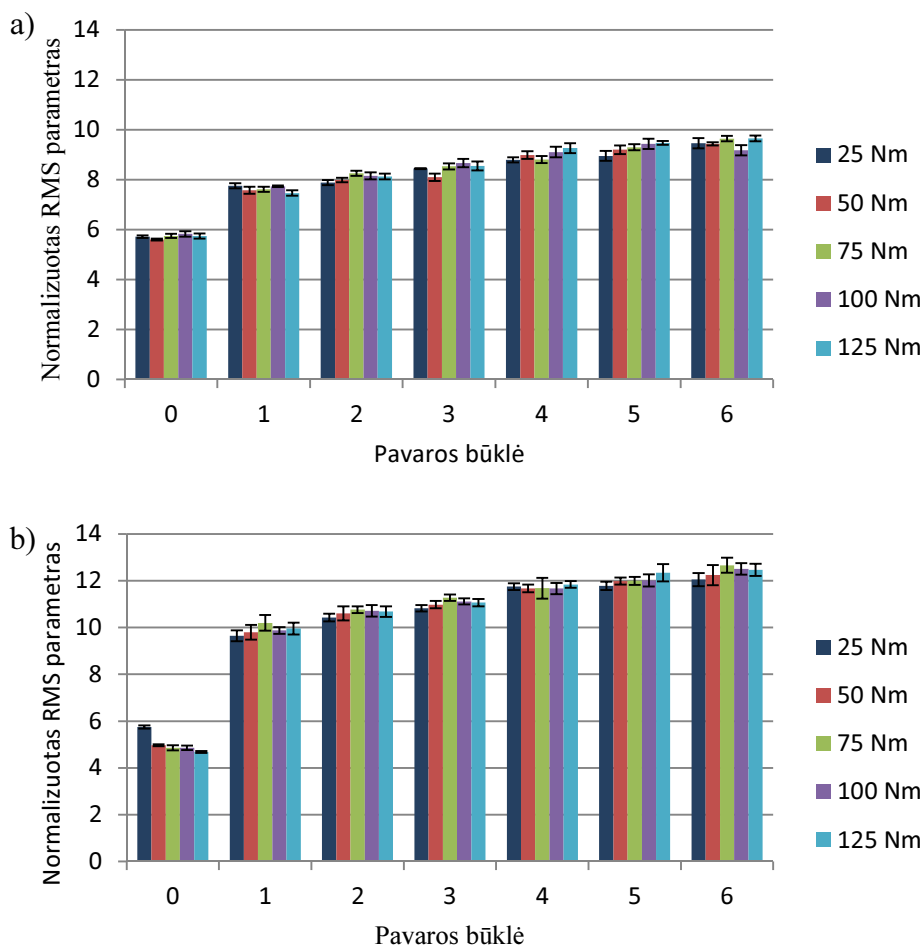 a)
14
12
10
8
6
4
2
0
Normalizuotas RMS parametras
0 1 2 3 4 5 6
Pavaros būklė
25 Nm
50 Nm
75 Nm
100 Nm
125 Nm
b)
14
12
10
8
6
4
2
0
Normalizuotas RMS parametras
0 1 2 3 4 5 6
Pavaros būklė
25 Nm
50 Nm
75 Nm
100 Nm
125 Nm